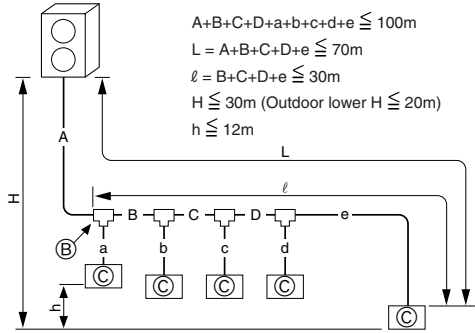 A+B+C+D+a+b+c+d+e ≦ 100m
L = A+B+C+D+e ≦ 70m
ℓ = B+C+D+e ≦ 30m
H ≦ 30m (Outdoor lower H ≦ 20m)
h ≦ 12m
A
L
H
ℓ
B C D e
Ⓑ
a b c d
Ⓒ Ⓒ Ⓒ Ⓒ
h
Ⓒ